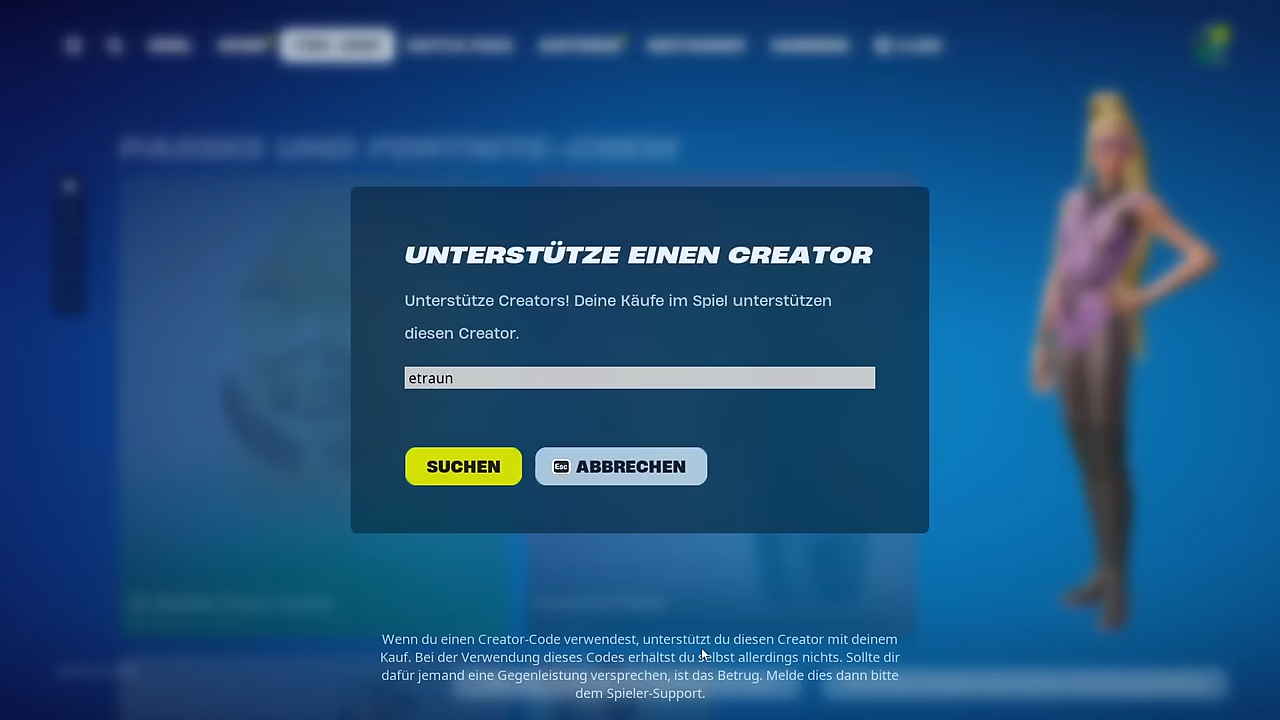 UNTERSTÜTZE EINEN CREATOR
Unterstütze Creators! Deine Käufe im Spiel unterstützen
diesen Creator.
etraun
SUCHEN
Esc ABBRECHEN
Wenn du einen Creator-Code verwendest, unterstützt du diesen Creator mit deinem
Kauf. Bei der Verwendung dieses Codes erhältst du selbst allerdings nichts. Sollte dir
dafür jemand eine Gegenleistung versprechen, ist das Betrug. Melde dies dann bitte
dem Spieler-Support.